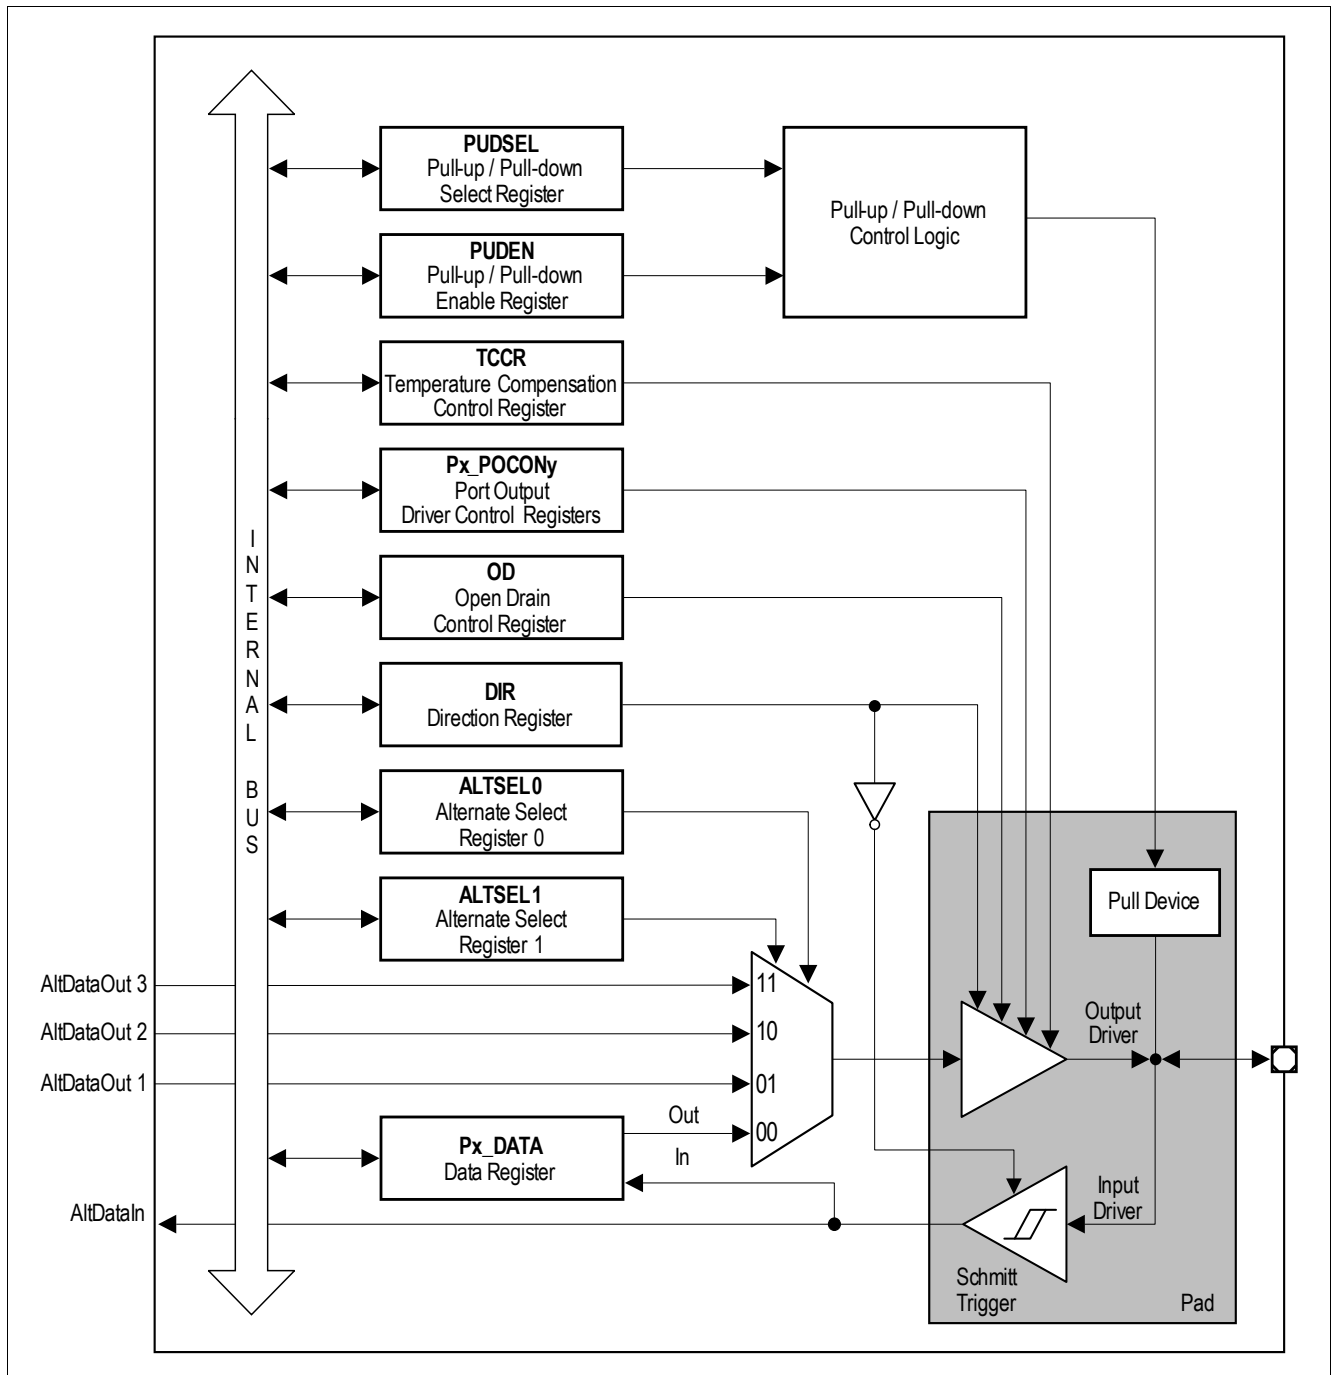 PUDSEL
Pull-up / Pull-down
Select Register
Pull-up / Pull-down
Control Logic
PUDEN
Pull-up / Pull-down
Enable Register
TCCR
Temperature Compensation
Control Register
Px_POCONy
Port Output
Driver Control Registers
OD
Open Drain
Control Register
INTERNAL BUS
DIR
Direction Register
ALTSEL0
Alternate Select
Register 0
ALTSEL1
Alternate Select
Register 1
Pull Device
AltDataOut 3
11
AltDataOut 2
10
Output
Driver
AltDataOut 1
01
Out
00
Px_DATA
Data Register
In
AltDataIn
Input
Driver
Schmitt
Trigger
Pad